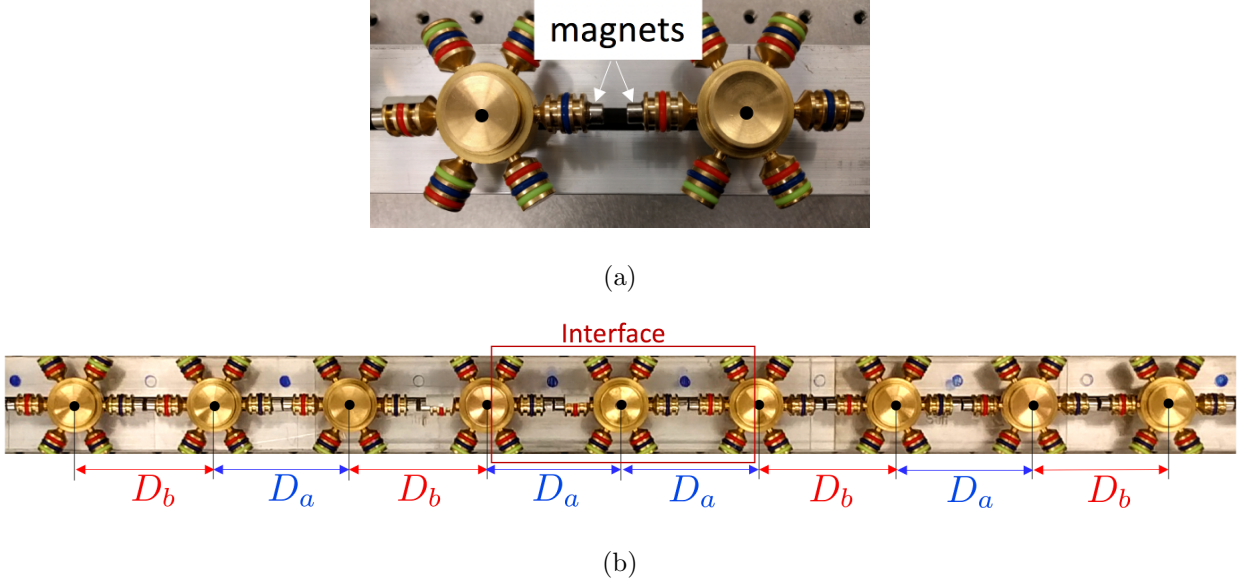 magnets
(a)
Interface
D_b D_a D_b D_a D_a D_b D_a D_b
(b)